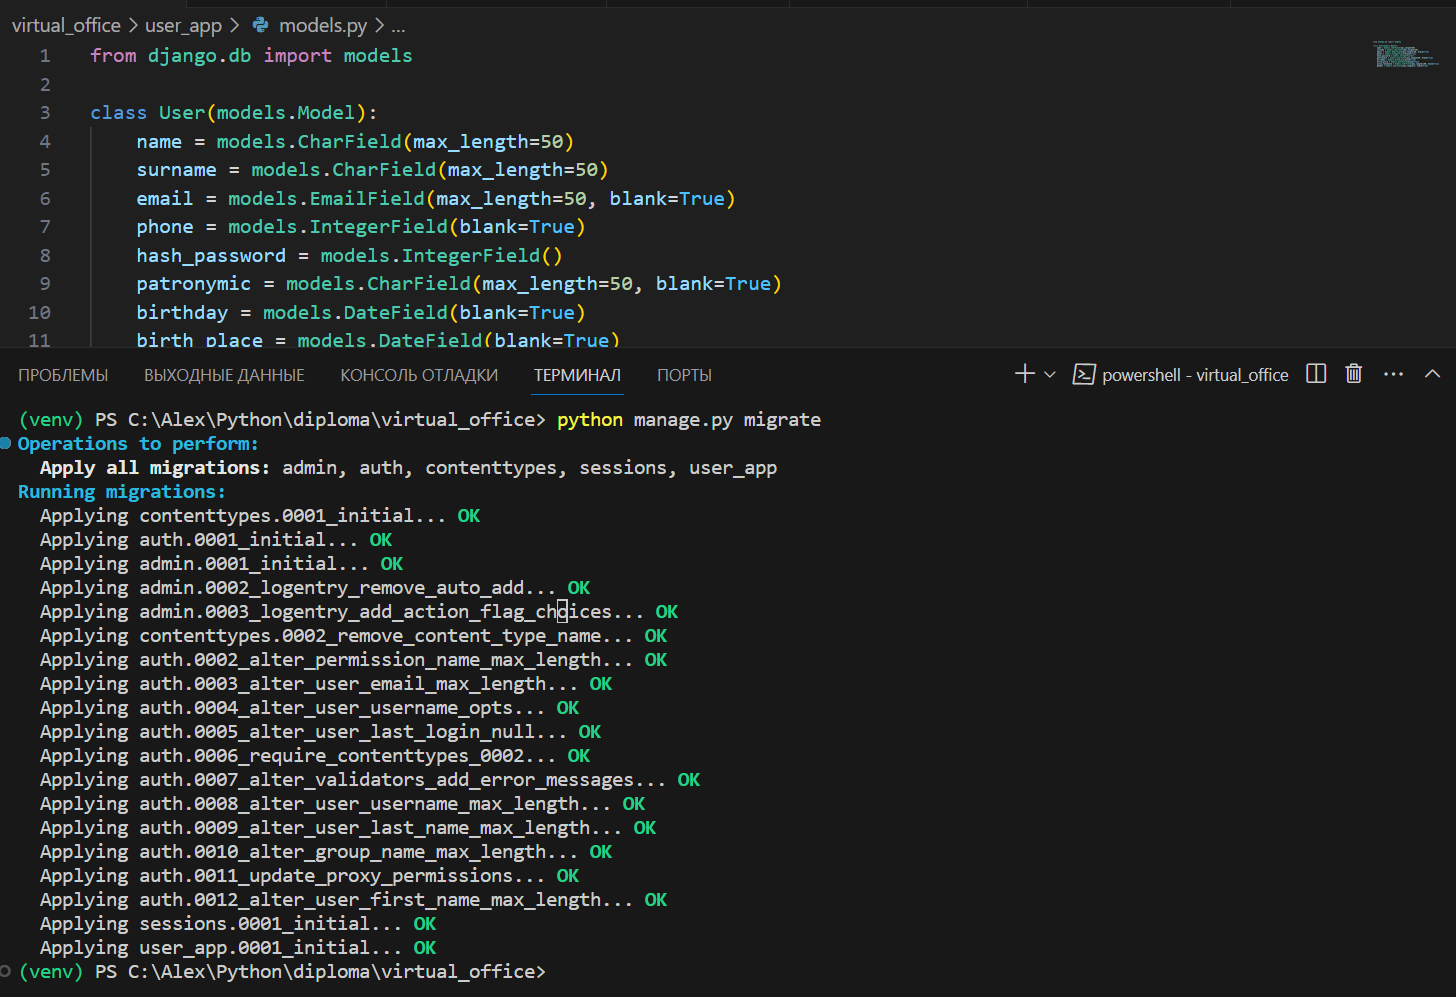 virtual_office > user_app > models.py > ...
1 from django.db import models
2
3 class User(models.Model):
4 name = models.CharField(max_length=50)
5 surname = models.CharField(max_length=50)
6 email = models.EmailField(max_length=50, blank=True)
7 phone = models.IntegerField(blank=True)
8 hash_password = models.IntegerField()
9 patronymic = models.CharField(max_length=50, blank=True)
10 birthday = models.DateField(blank=True)
11 birth_place = models.DateField(blank=True)
ПРОБЛЕМЫ ВЫХОДНЫЕ ДАННЫЕ КОНСОЛЬ ОТЛАДКИ ТЕРМИНАЛ ПОРТЫ powershell - virtual_office
(venv) PS C:\Alex\Python\diploma\virtual_office> python manage.py migrate
Operations to perform:
Apply all migrations: admin, auth, contenttypes, sessions, user_app
Running migrations:
Applying contenttypes.0001_initial... OK
Applying auth.0001_initial... OK
Applying admin.0001_initial... OK
Applying admin.0002_logentry_remove_auto_add... OK
Applying admin.0003_logentry_add_action_flag_choices... OK
Applying contenttypes.0002_remove_content_type_name... OK
Applying auth.0002_alter_permission_name_max_length... OK
Applying auth.0003_alter_user_email_max_length... OK
Applying auth.0004_alter_user_username_opts... OK
Applying auth.0005_alter_user_last_login_null... OK
Applying auth.0006_require_contenttypes_0002... OK
Applying auth.0007_alter_validators_add_error_messages... OK
Applying auth.0008_alter_user_username_max_length... OK
Applying auth.0009_alter_user_last_name_max_length... OK
Applying auth.0010_alter_group_name_max_length... OK
Applying auth.0011_update_proxy_permissions... OK
Applying auth.0012_alter_user_first_name_max_length... OK
Applying sessions.0001_initial... OK
Applying user_app.0001_initial... OK
(venv) PS C:\Alex\Python\diploma\virtual_office>